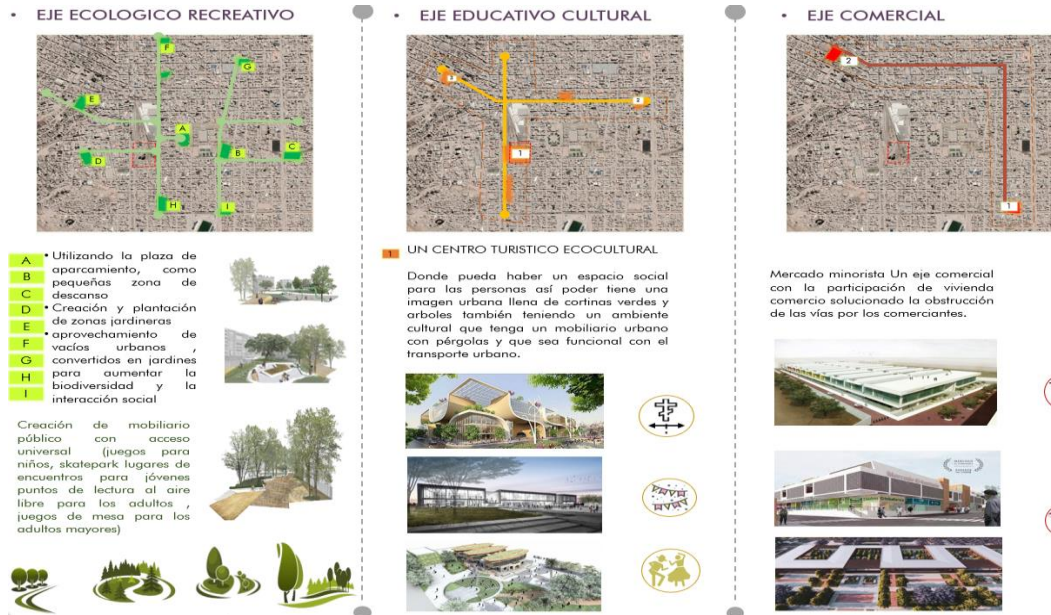 • EJE ECOLOGICO RECREATIVO
F
G
E
A
D
B
C
H
I
A
B
C
D
E
F
G
H
I
• Utilizando la plaza de
aparcamiento, como
pequeñas zona de
descanso
• Creación y plantación
de zonas jardineras
• aprovechamiento de
vacíos urbanos ,
convertidos en jardines
para aumentar la
biodiversidad y la
interacción social
Creación de mobiliario
público con acceso
universal (juegos para
niños, skatepark lugares de
encuentros para jóvenes
puntos de lectura al aire
libre para los adultos ,
juegos de mesa para los
adultos mayores)
• EJE EDUCATIVO CULTURAL
1
1 UN CENTRO TURISTICO ECOCULTURAL
Donde pueda haber un espacio social
para las personas así poder tiene una
imagen urbana llena de cortinas verdes y
arboles también teniendo un ambiente
cultural que tenga un mobiliario urbano
con pérgolas y que sea funcional con el
transporte urbano.
• EJE COMERCIAL
2
1
Mercado minorista Un eje comercial
con la participación de vivienda
comercio solucionado la obstrucción
de las vías por los comerciantes.